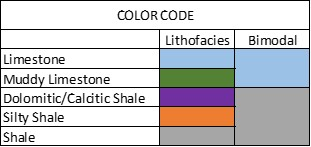 COLOR CODE
Lithofacies Bimodal
Limestone
Muddy Limestone
Dolomitic/Calcitic Shale
Silty Shale
Shale